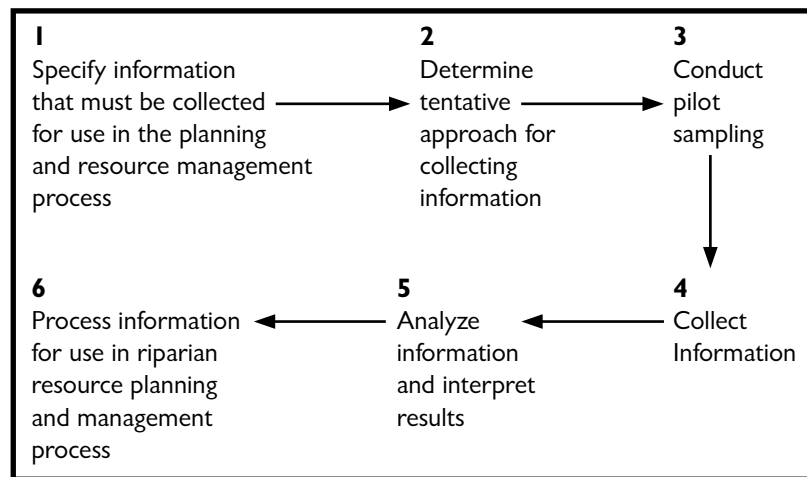 1
Specify information
that must be collected
for use in the planning
and resource management
process
2
Determine
tentative
approach for
collecting
information
3
Conduct
pilot
sampling
4
Collect
Information
5
Analyze
information
and interpret
results
6
Process information
for use in riparian
resource planning
and management
process